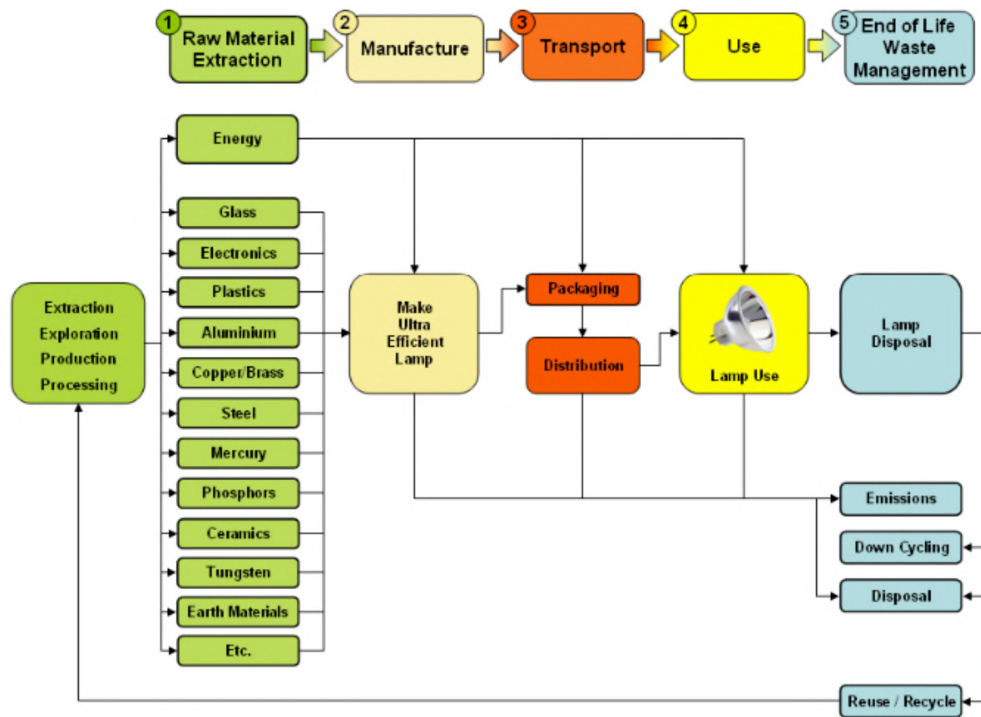 1
Raw Material
Extraction
2
Manufacture
3
Transport
4
Use
5
End of Life
Waste
Management
Energy
Glass
Electronics
Plastics
Aluminium
Copper/Brass
Steel
Mercury
Phosphors
Ceramics
Tungsten
Earth Materials
Etc.
Extraction
Exploration
Production
Processing
Make
Ultra
Efficient
Lamp
Packaging
Distribution
Lamp Use
Lamp
Disposal
Emissions
Down Cycling
Disposal
Reuse / Recycle